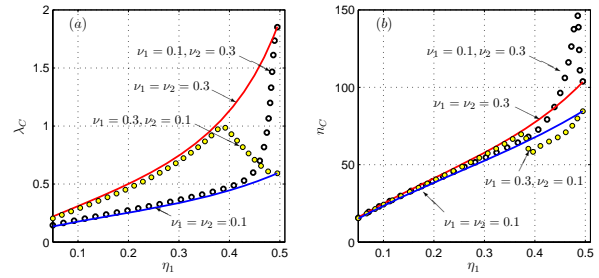 (a)
2
1.5
1
0.5
0
λ_C
0.1 0.2 0.3 0.4 0.5
η₁
ν₁ = 0.1, ν₂ = 0.3
ν₁ = ν₂ = 0.3
ν₁ = 0.3, ν₂ = 0.1
ν₁ = ν₂ = 0.1
(b)
150
100
50
0
n_C
0.1 0.2 0.3 0.4 0.5
η₁
ν₁ = 0.1, ν₂ = 0.3
ν₁ = ν₂ = 0.3
ν₁ = 0.3, ν₂ = 0.1
ν₁ = ν₂ = 0.1